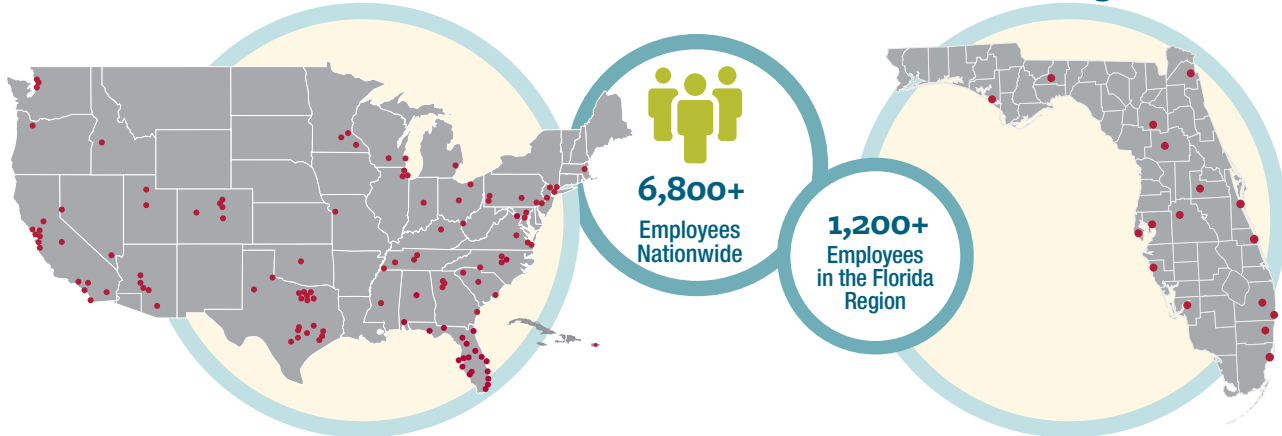 6,800+
Employees
Nationwide
1,200+
Employees
in the Florida
Region